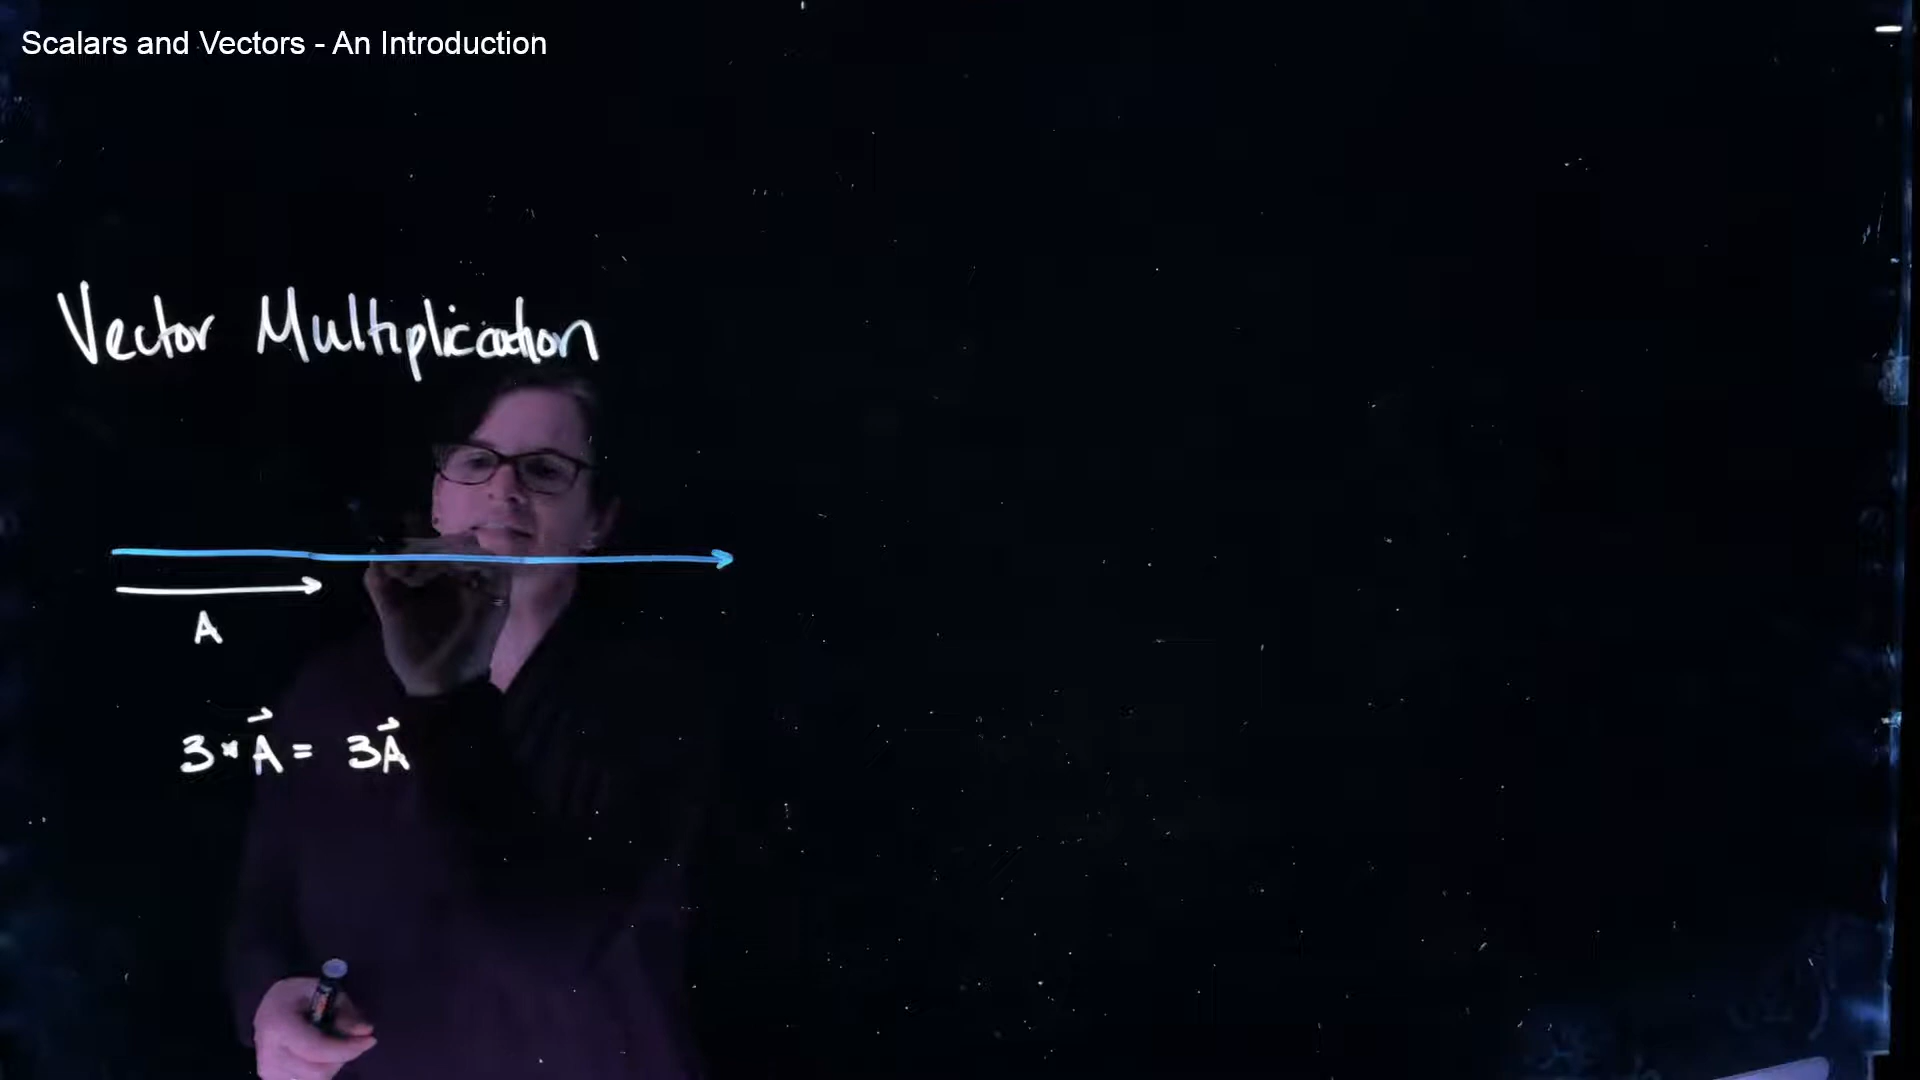 Scalars and Vectors - An Introduction
Vector Multiplication
A
3 * A⃗ = 3A⃗